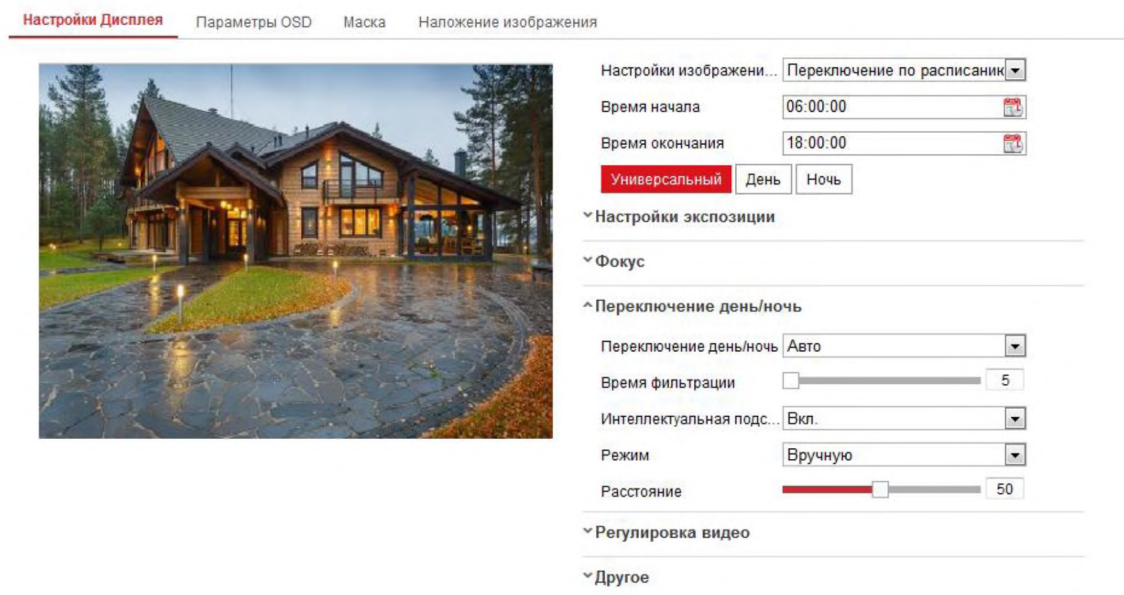 Настройки Дисплея Параметры OSD Маска Наложение изображения
Настройки изображени... Переключение по расписаник
Время начала 06:00:00
Время окончания 18:00:00
Универсальный День Ночь
Настройки экспозиции
Фокус
Переключение день/ночь
Переключение день/ночь Авто
Время фильтрации 5
Интеллектуальная подс... Вкл.
Режим Вручную
Расстояние 50
Регулировка видео
Другое